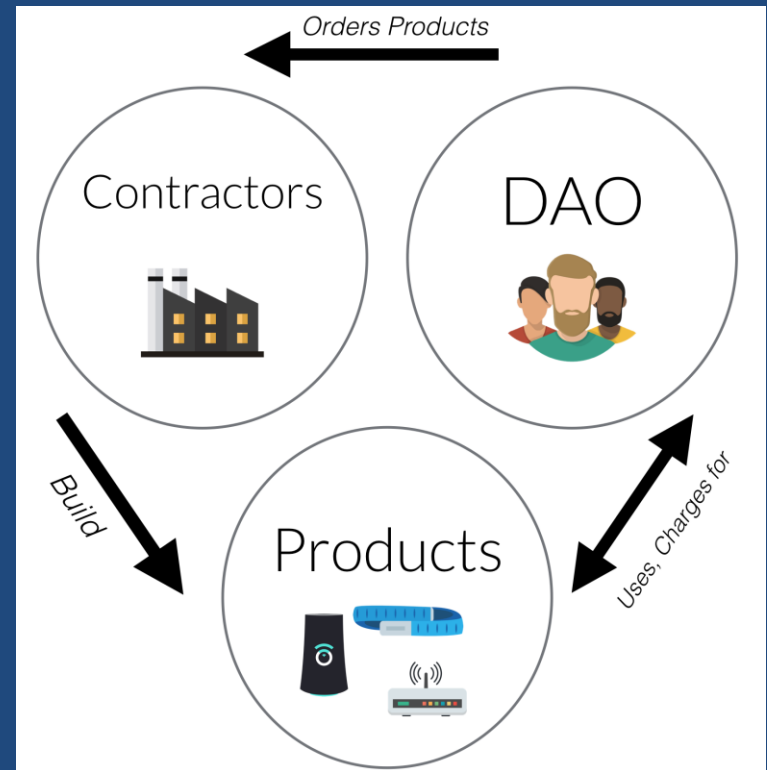 Orders Products
Contractors
DAO
Build
Uses, Charges for
Products